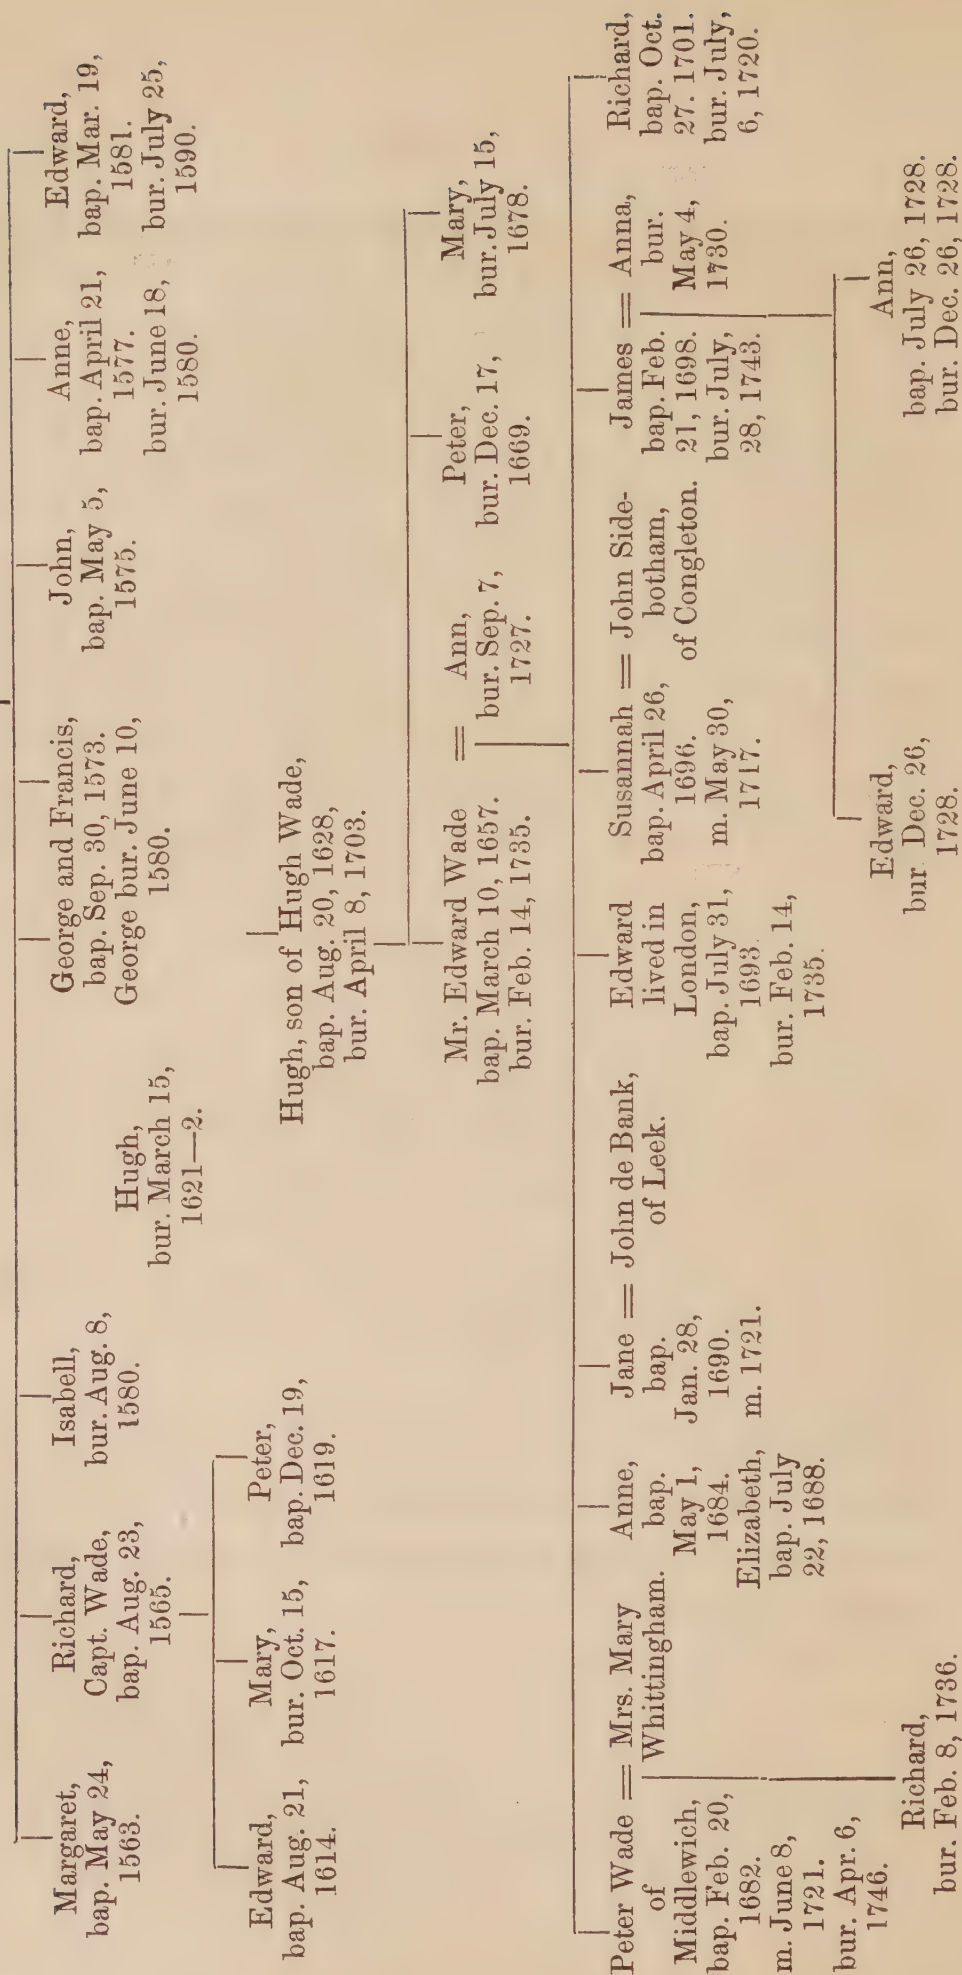 Margaret,
bap. May 24,
1563.
Richard,
Capt. Wade,
bap. Aug. 23,
1565.
Isabell,
bur. Aug. 8,
1580.
Hugh,
bur. March 15,
1621—2.
George and Francis,
bap. Sep. 30, 1573.
George bur. June 10,
1580.
John,
bap. May 5,
1575.
Anne,
bap. April 21,
1577.
bur. June 18,
1580.
Edward,
bap. Mar. 19,
1581.
bur. July 25,
1590.
Edward,
bap. Aug. 21,
1614.
Mary,
bur. Oct. 15,
1617.
Peter,
bap. Dec. 19,
1619.
Hugh, son of Hugh Wade,
bap. Aug. 20, 1628,
bur. April 8, 1703.
Mr. Edward Wade =
bap. March 10, 1657.
bur. Feb. 14, 1735.
Ann,
bur. Sep. 7,
1727.
Peter,
bur. Dec. 17,
1669.
Mary,
bur. July 15,
1678.
Peter Wade =
of
Middlewich,
bap. Feb. 20,
1682.
m. June 8,
1721.
bur. Apr. 6,
1746.
Mrs. Mary
Whittingham.
Anne,
bap.
May 1,
1684.
Elizabeth,
bap. July
22, 1688.
Jane =
bap.
Jan. 28,
1690.
m. 1721.
John de Bank,
of Leek.
Edward
lived in
London,
bap. July 31,
1693.
bur. Feb. 14,
1735.
Susannah =
bap. April 26,
1696.
m. May 30,
1717.
John Side-
botham,
of Congleton.
James =
bap. Feb.
21, 1698.
bur. July,
28, 1743.
Anna,
bur.
May 4,
1730.
Richard,
bap. Oct.
27. 1701.
bur. July,
6, 1720.
Richard,
bur. Feb. 8, 1736.
Edward,
bur. Dec. 26,
1728.
Ann,
bap. July 26, 1728.
bur. Dec. 26, 1728.